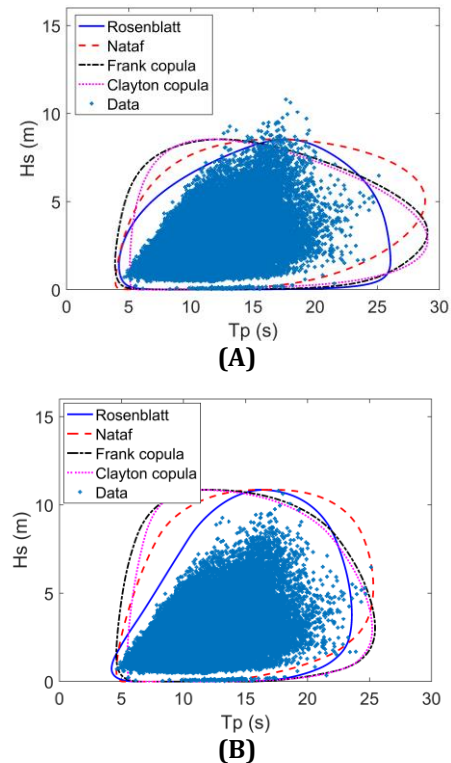 15
10
5
0
Hs (m)
Rosenblatt
Nataf
Frank copula
Clayton copula
Data
0 5 10 15 20 25 30
Tp (s)
(A)
15
10
5
0
Hs (m)
Rosenblatt
Nataf
Frank copula
Clayton copula
Data
0 5 10 15 20 25 30
Tp (s)
(B)